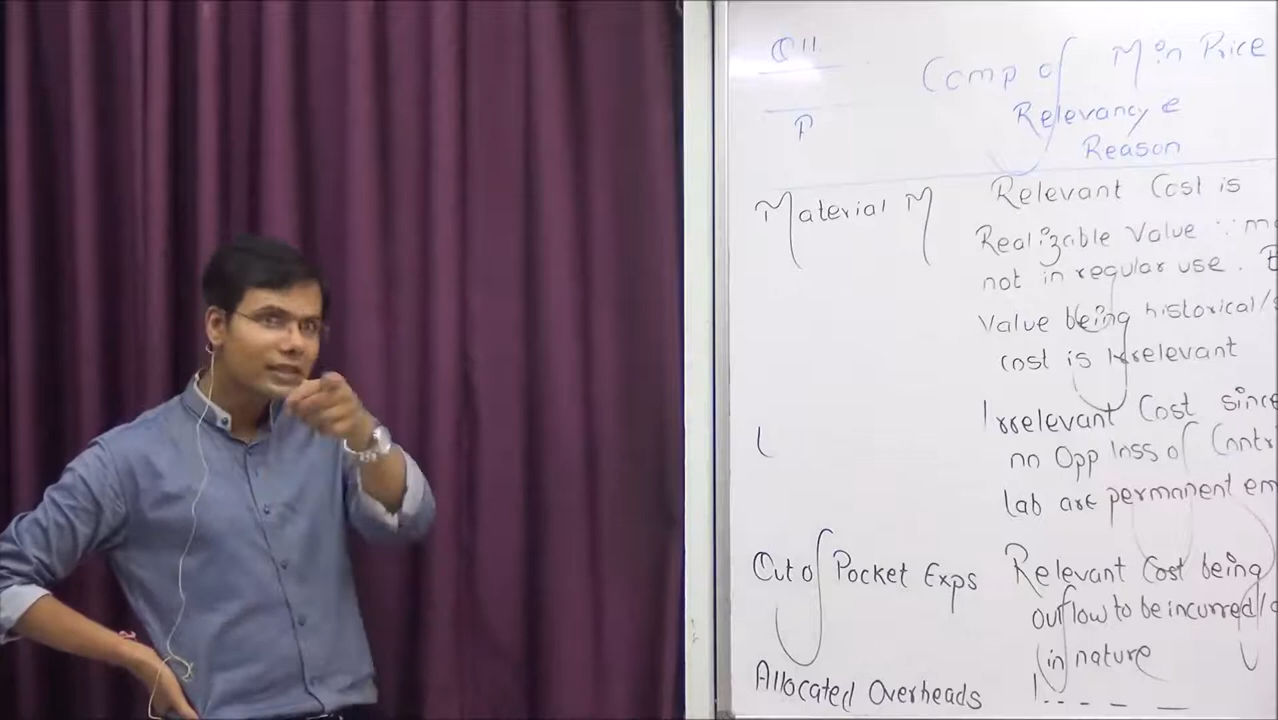 Q 11.
Comp of Min Price
P
Relevancy &
Reason
Material M
Relevant Cost is
Realizable Value ∵
not in regular use.
Value being historical/
cost is Irrelevant
L
Irrelevant Cost since
no Opp loss of
lab are permanent
Out of Pocket Exps
Relevant Cost being
outflow to be incurred/
in nature
Allocated Overheads
I - - - -